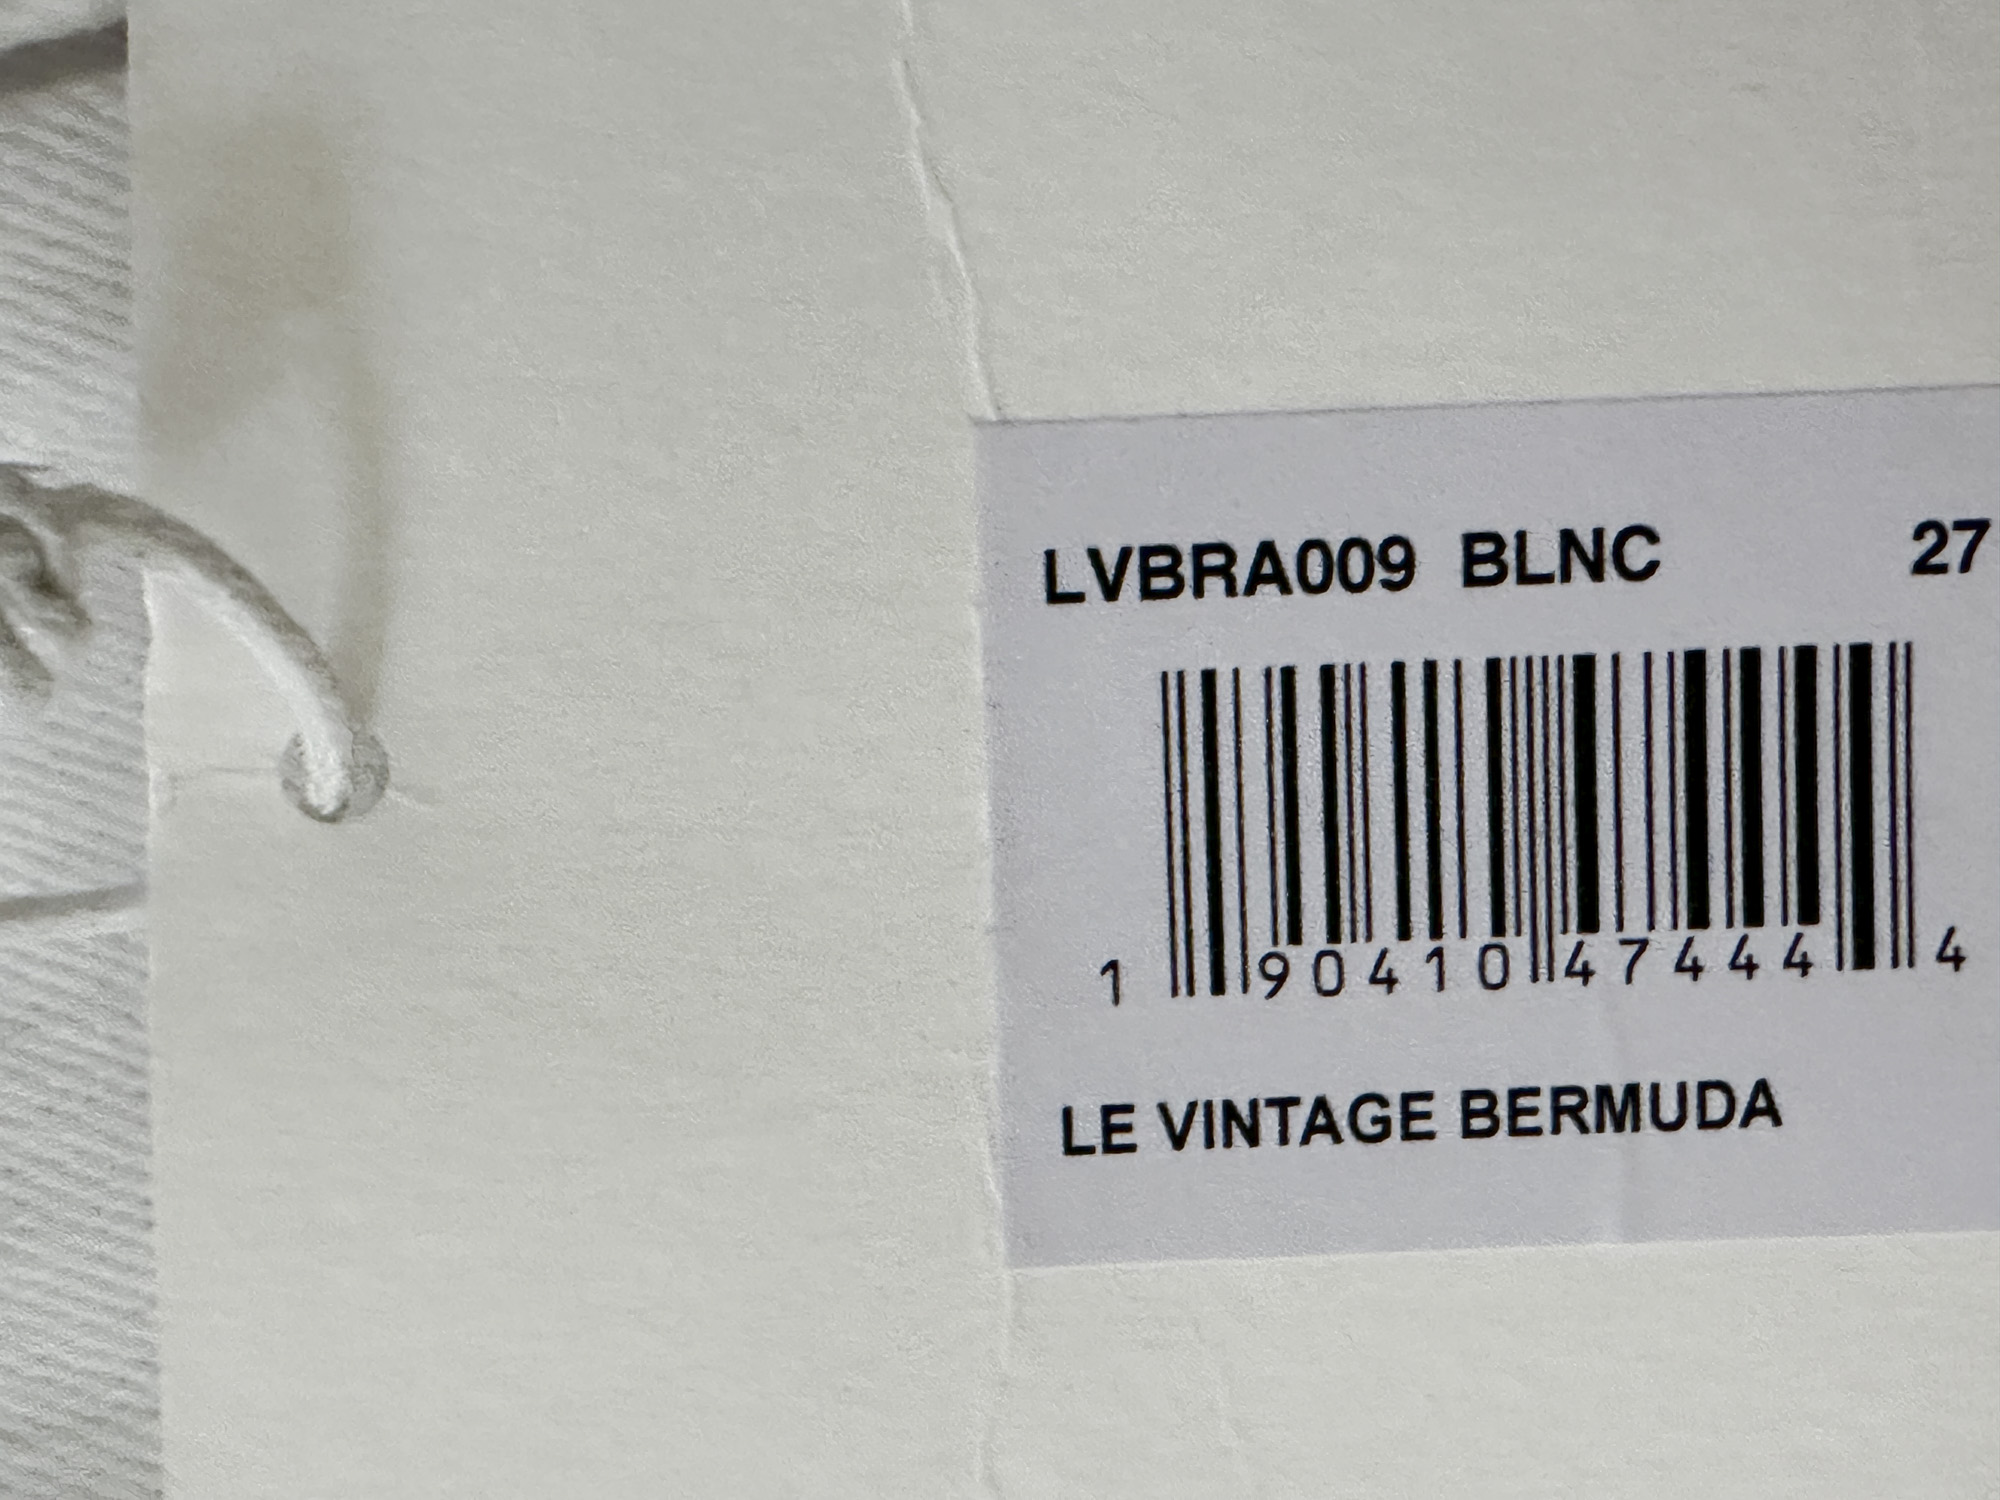 LVBRA009 BLNC 27
1 90410 47444 4
LE VINTAGE BERMUDA